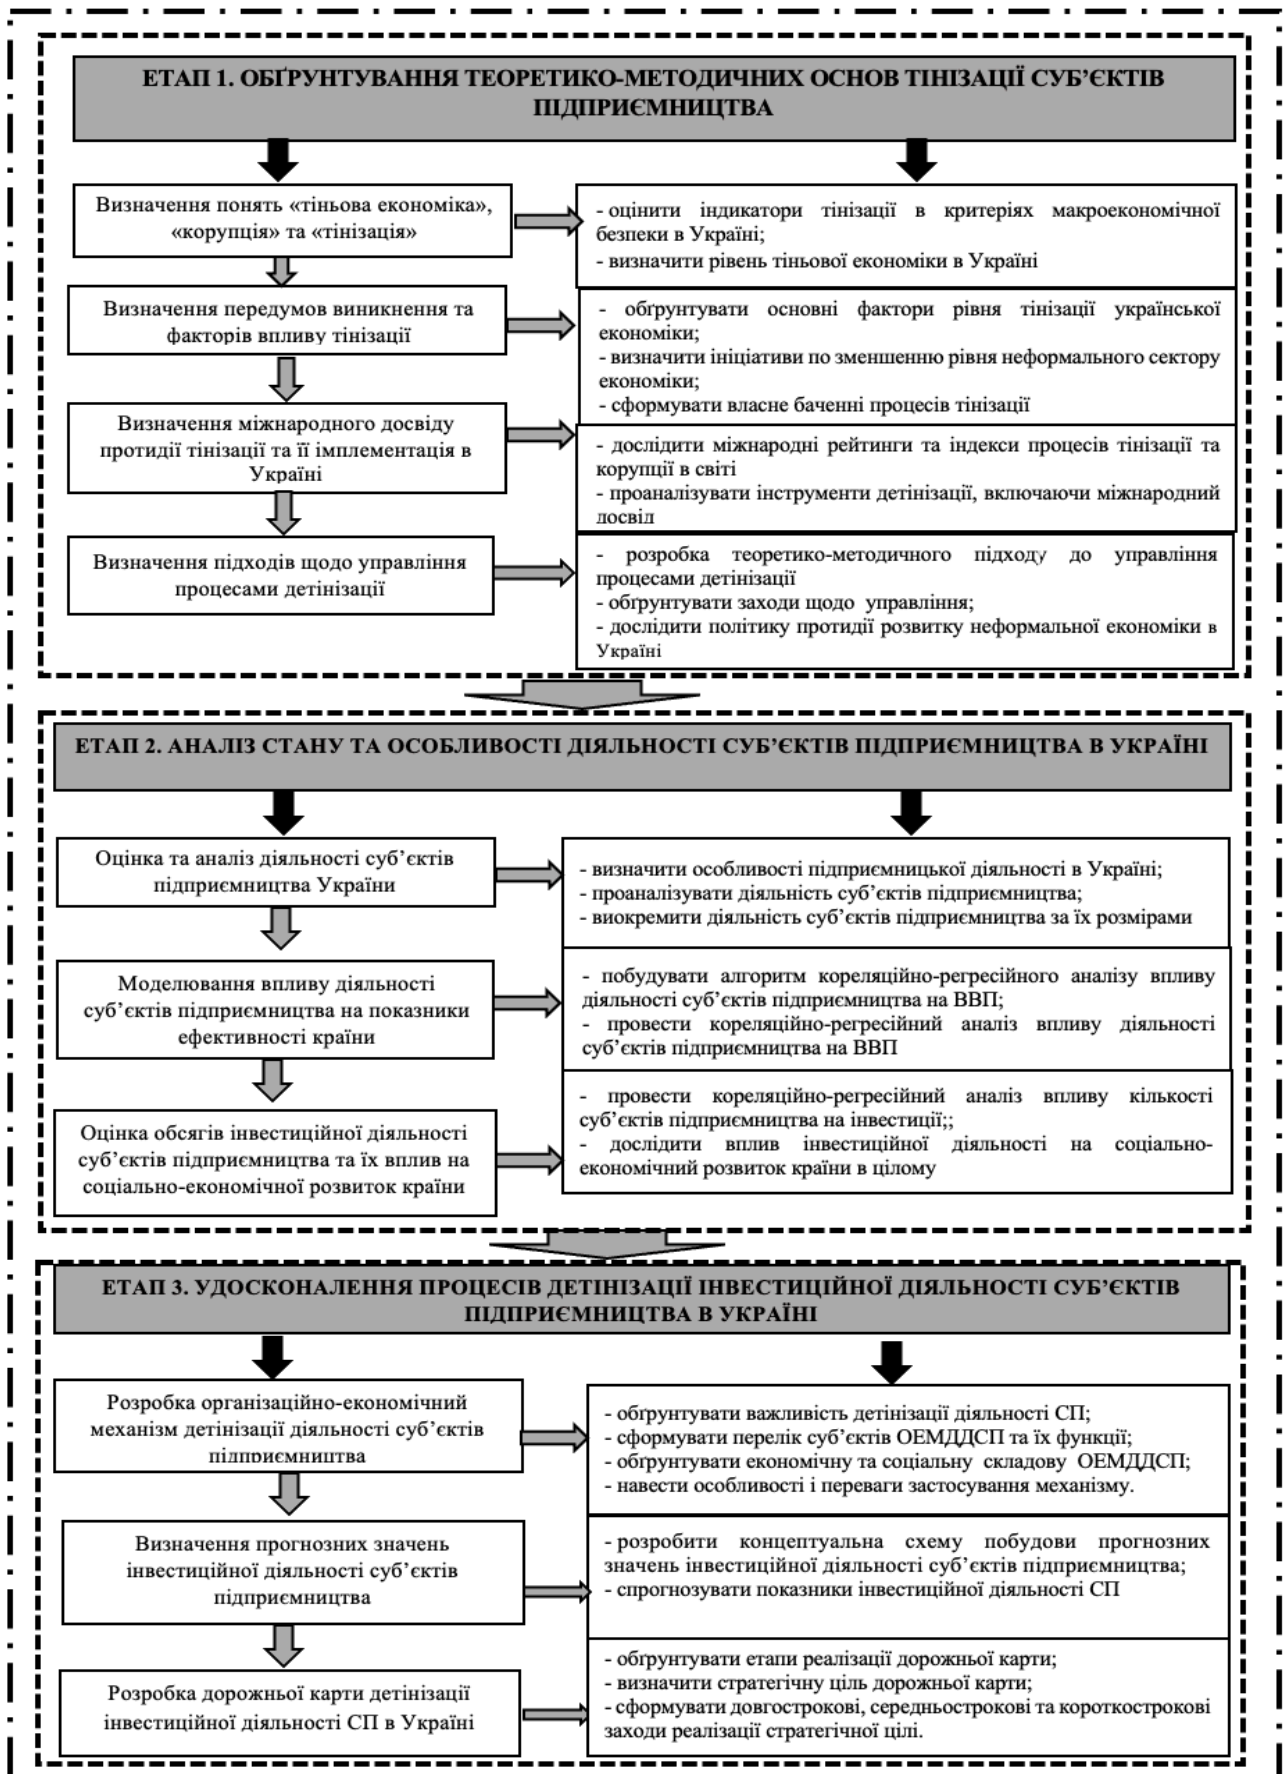 ЕТАП 1. ОБҐРУНТУВАННЯ ТЕОРЕТИКО-МЕТОДИЧНИХ ОСНОВ ТІНІЗАЦІЇ СУБ’ЄКТІВ
ПІДПРИЄМНИЦТВА
Визначення понять «тіньова економіка»,
«корупція» та «тінізація»
- оцінити індикатори тінізації в критеріях макроекономічної
безпеки в Україні;
- визначити рівень тіньової економіки в Україні
Визначення передумов виникнення та
факторів впливу тінізації
- обґрунтувати основні фактори рівня тінізації української
економіки;
- визначити ініціативи по зменшенню рівня неформального сектору
економіки;
- сформувати власне баченні процесів тінізації
Визначення міжнародного досвіду
протидії тінізації та її імплементація в
Україні
- дослідити міжнародні рейтинги та індекси процесів тінізації та
корупції в світі
- проаналізувати інструменти детінізації, включаючи міжнародний
досвід
Визначення підходів щодо управління
процесами детінізації
- розробка теоретико-методичного підходу до управління
процесами детінізації
- обґрунтувати заходи щодо управління;
- дослідити політику протидії розвитку неформальної економіки в
Україні
ЕТАП 2. АНАЛІЗ СТАНУ ТА ОСОБЛИВОСТІ ДІЯЛЬНОСТІ СУБ’ЄКТІВ ПІДПРИЄМНИЦТВА В УКРАЇНІ
Оцінка та аналіз діяльності суб’єктів
підприємництва України
- визначити особливості підприємницької діяльності в Україні;
- проаналізувати діяльність суб’єктів підприємництва;
- виокремити діяльність суб’єктів підприємництва за їх розмірами
Моделювання впливу діяльності
суб’єктів підприємництва на показники
ефективності країни
- побудувати алгоритм кореляційно-регресійного аналізу впливу
діяльності суб’єктів підприємництва на ВВП;
- провести кореляційно-регресійний аналіз впливу діяльності
суб’єктів підприємництва на ВВП
Оцінка обсягів інвестиційної діяльності
суб’єктів підприємництва та їх вплив на
соціально-економічної розвиток країни
- провести кореляційно-регресійний аналіз впливу кількості
суб’єктів підприємництва на інвестиції;;
- дослідити вплив інвестиційної діяльності на соціально-
економічний розвиток країни в цілому
ЕТАП 3. УДОСКОНАЛЕННЯ ПРОЦЕСІВ ДЕТІНІЗАЦІЇ ІНВЕСТИЦІЙНОЇ ДІЯЛЬНОСТІ СУБ’ЄКТІВ
ПІДПРИЄМНИЦТВА В УКРАЇНІ
Розробка організаційно-економічний
механізм детінізації діяльності суб’єктів
підприємництва
- обґрунтувати важливість детінізації діяльності СП;
- сформувати перелік суб’єктів ОЕМДДСП та їх функції;
- обґрунтувати економічну та соціальну складову ОЕМДДСП;
- навести особливості і переваги застосування механізму.
Визначення прогнозних значень
інвестиційної діяльності суб’єктів
підприємництва
- розробити концептуальна схему побудови прогнозних
значень інвестиційної діяльності суб’єктів підприємництва;
- спрогнозувати показники інвестиційної діяльності СП
Розробка дорожньої карти детінізації
інвестиційної діяльності СП в Україні
- обґрунтувати етапи реалізації дорожньої карти;
- визначити стратегічну ціль дорожньої карти;
- сформувати довгострокові, середньострокові та короткострокові
заходи реалізації стратегічної цілі.